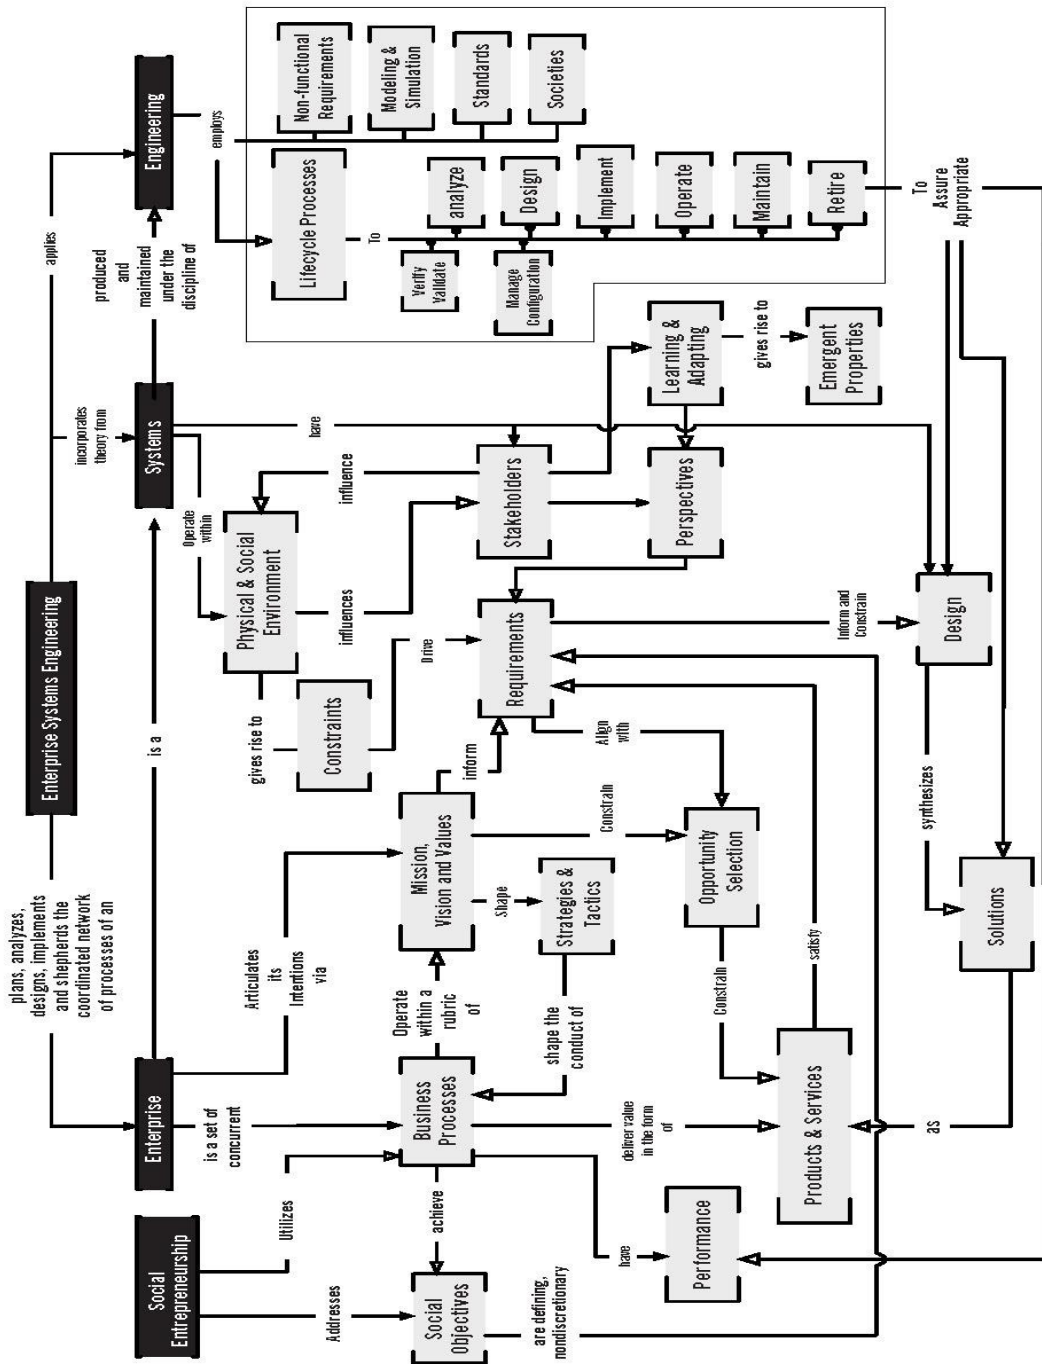 Enterprise Systems Engineering
plans, analyzes,
designs, implements
and shepherds the
coordinated network
of processes of an
incorporates
theory from
applies
Social
Entrepreneurship
Enterprise
is a
Systems
produced
and
maintained
under the
discipline of
Engineering
Addresses
Utilizes
is a set of
concurrent
Articulates
its
Intentions
via
Operate
within
have
employs
Physical & Social
Environment
gives rise to
Constraints
influences
influence
Drive
Lifecycle Processes
To
Non-functional
Requirements
Modeling &
Simulation
Standards
Societies
Verify
Validate
Manage
Configuration
analyze
Design
Implement
Operate
Maintain
Retire
To
Assure
Appropriate
Social
Objectives
achieve
Business
Processes
Operate
within a
rubric
of
Mission,
Vision and Values
inform
Requirements
Stakeholders
Shape
Strategies &
Tactics
shape the
conduct of
Constrain
Align
with
Perspectives
Learning &
Adapting
gives rise to
Emergent
Properties
are defining,
nondiscretionary
have
deliver value
in the form
of
Performance
Opportunity
Selection
Constrain
Products & Services
satisfy
Inform and
Constrain
Design
synthesizes
Solutions
as